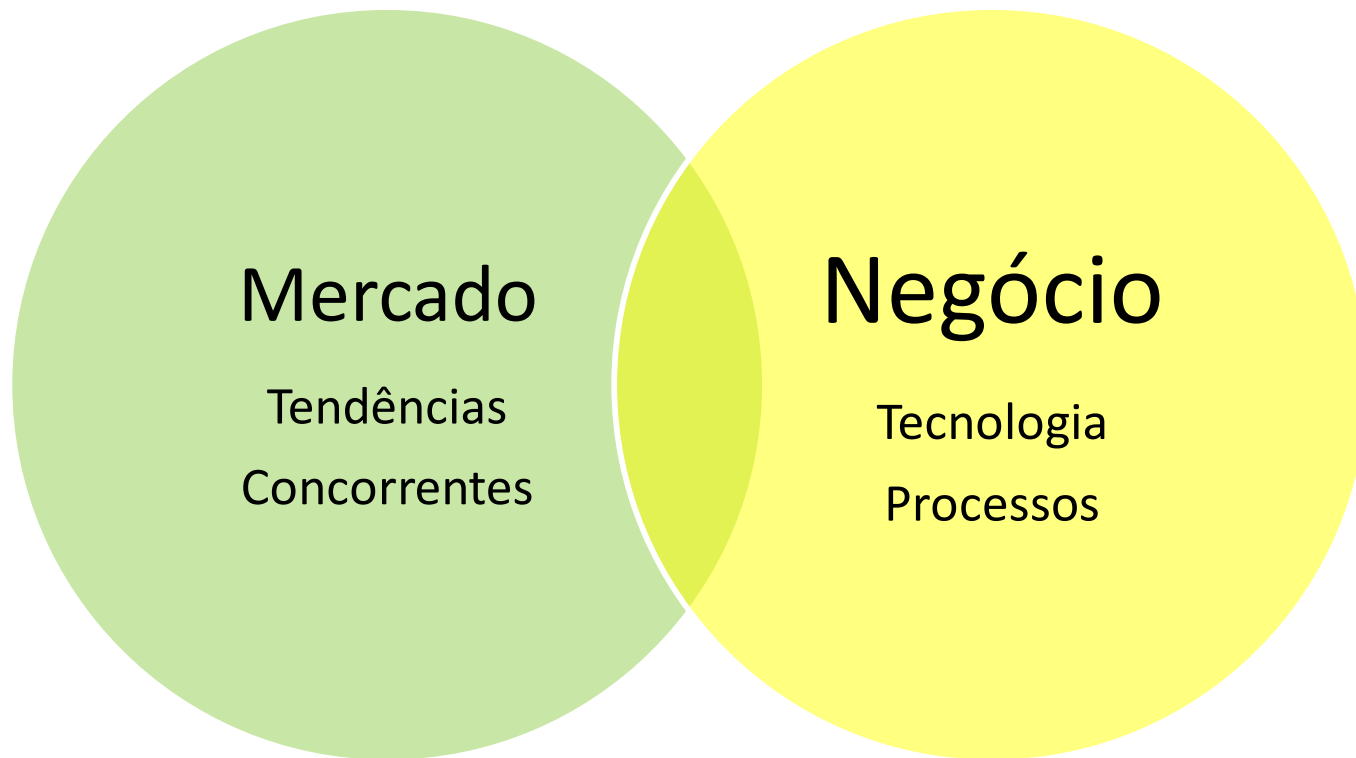 Mercado
Tendências
Concorrentes
Negócio
Tecnologia
Processos